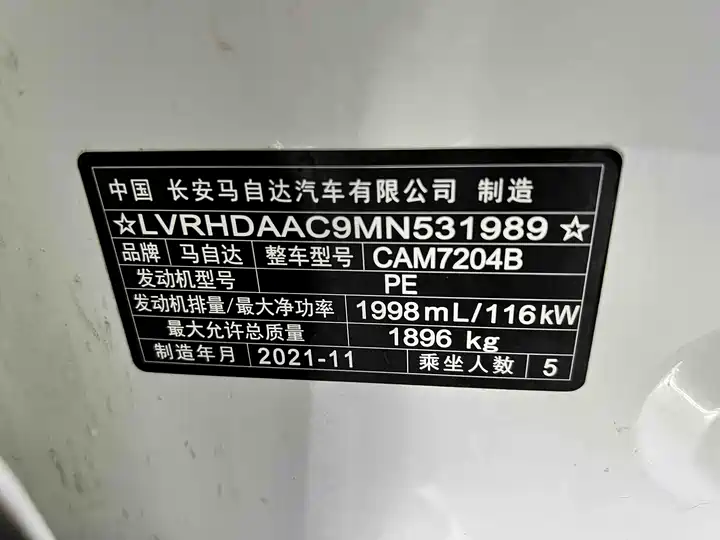 中国 长安马自达汽车有限公司 制造
☆LVRHDAAC9MN531989☆
品牌 马自达 整车型号 CAM7204B
发动机型号 PE
发动机排量/最大净功率 1998mL/116kW
最大允许总质量 1896 kg
制造年月 2021-11 乘坐人数 5